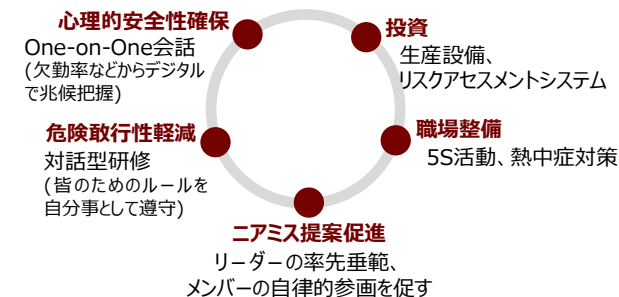 心理的安全性確保
One-on-One会話
(欠勤率などからデジタル
で兆候把握)
投資
生産設備、
リスクアセスメントシステム
危険敢行性軽減
対話型研修
(皆のためのルールを
自分事として遵守)
職場整備
5S活動、熱中症対策
ニアミス提案促進
リーダーの率先垂範、
メンバーの自律的参画を促す